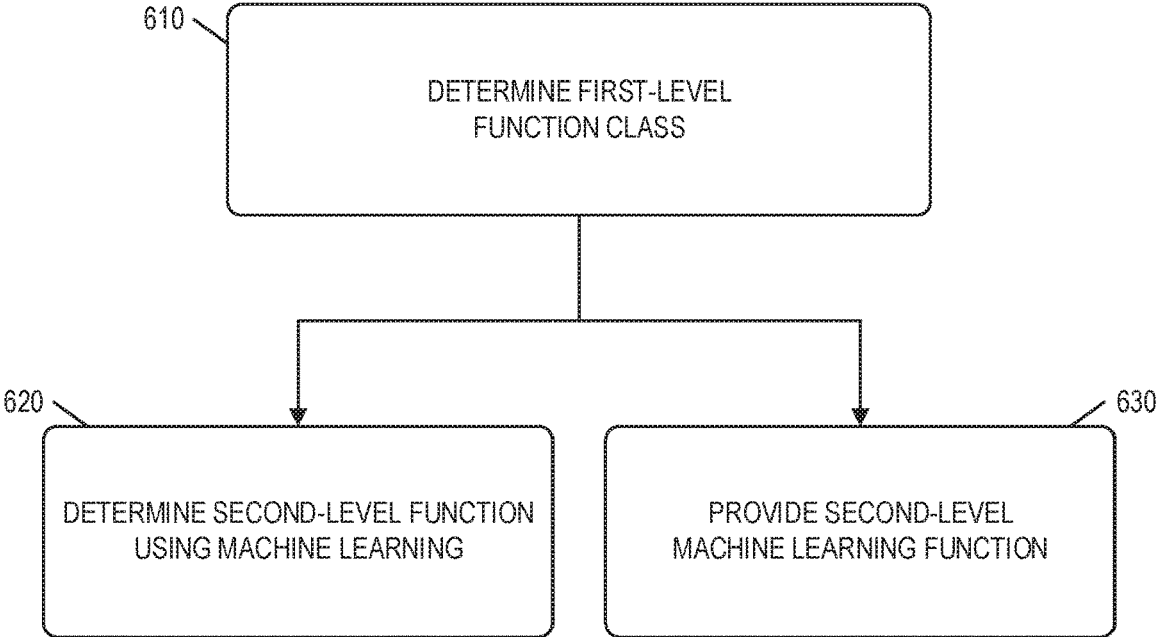 610
DETERMINE FIRST-LEVEL
FUNCTION CLASS
620
630
DETERMINE SECOND-LEVEL FUNCTION
USING MACHINE LEARNING
PROVIDE SECOND-LEVEL
MACHINE LEARNING FUNCTION